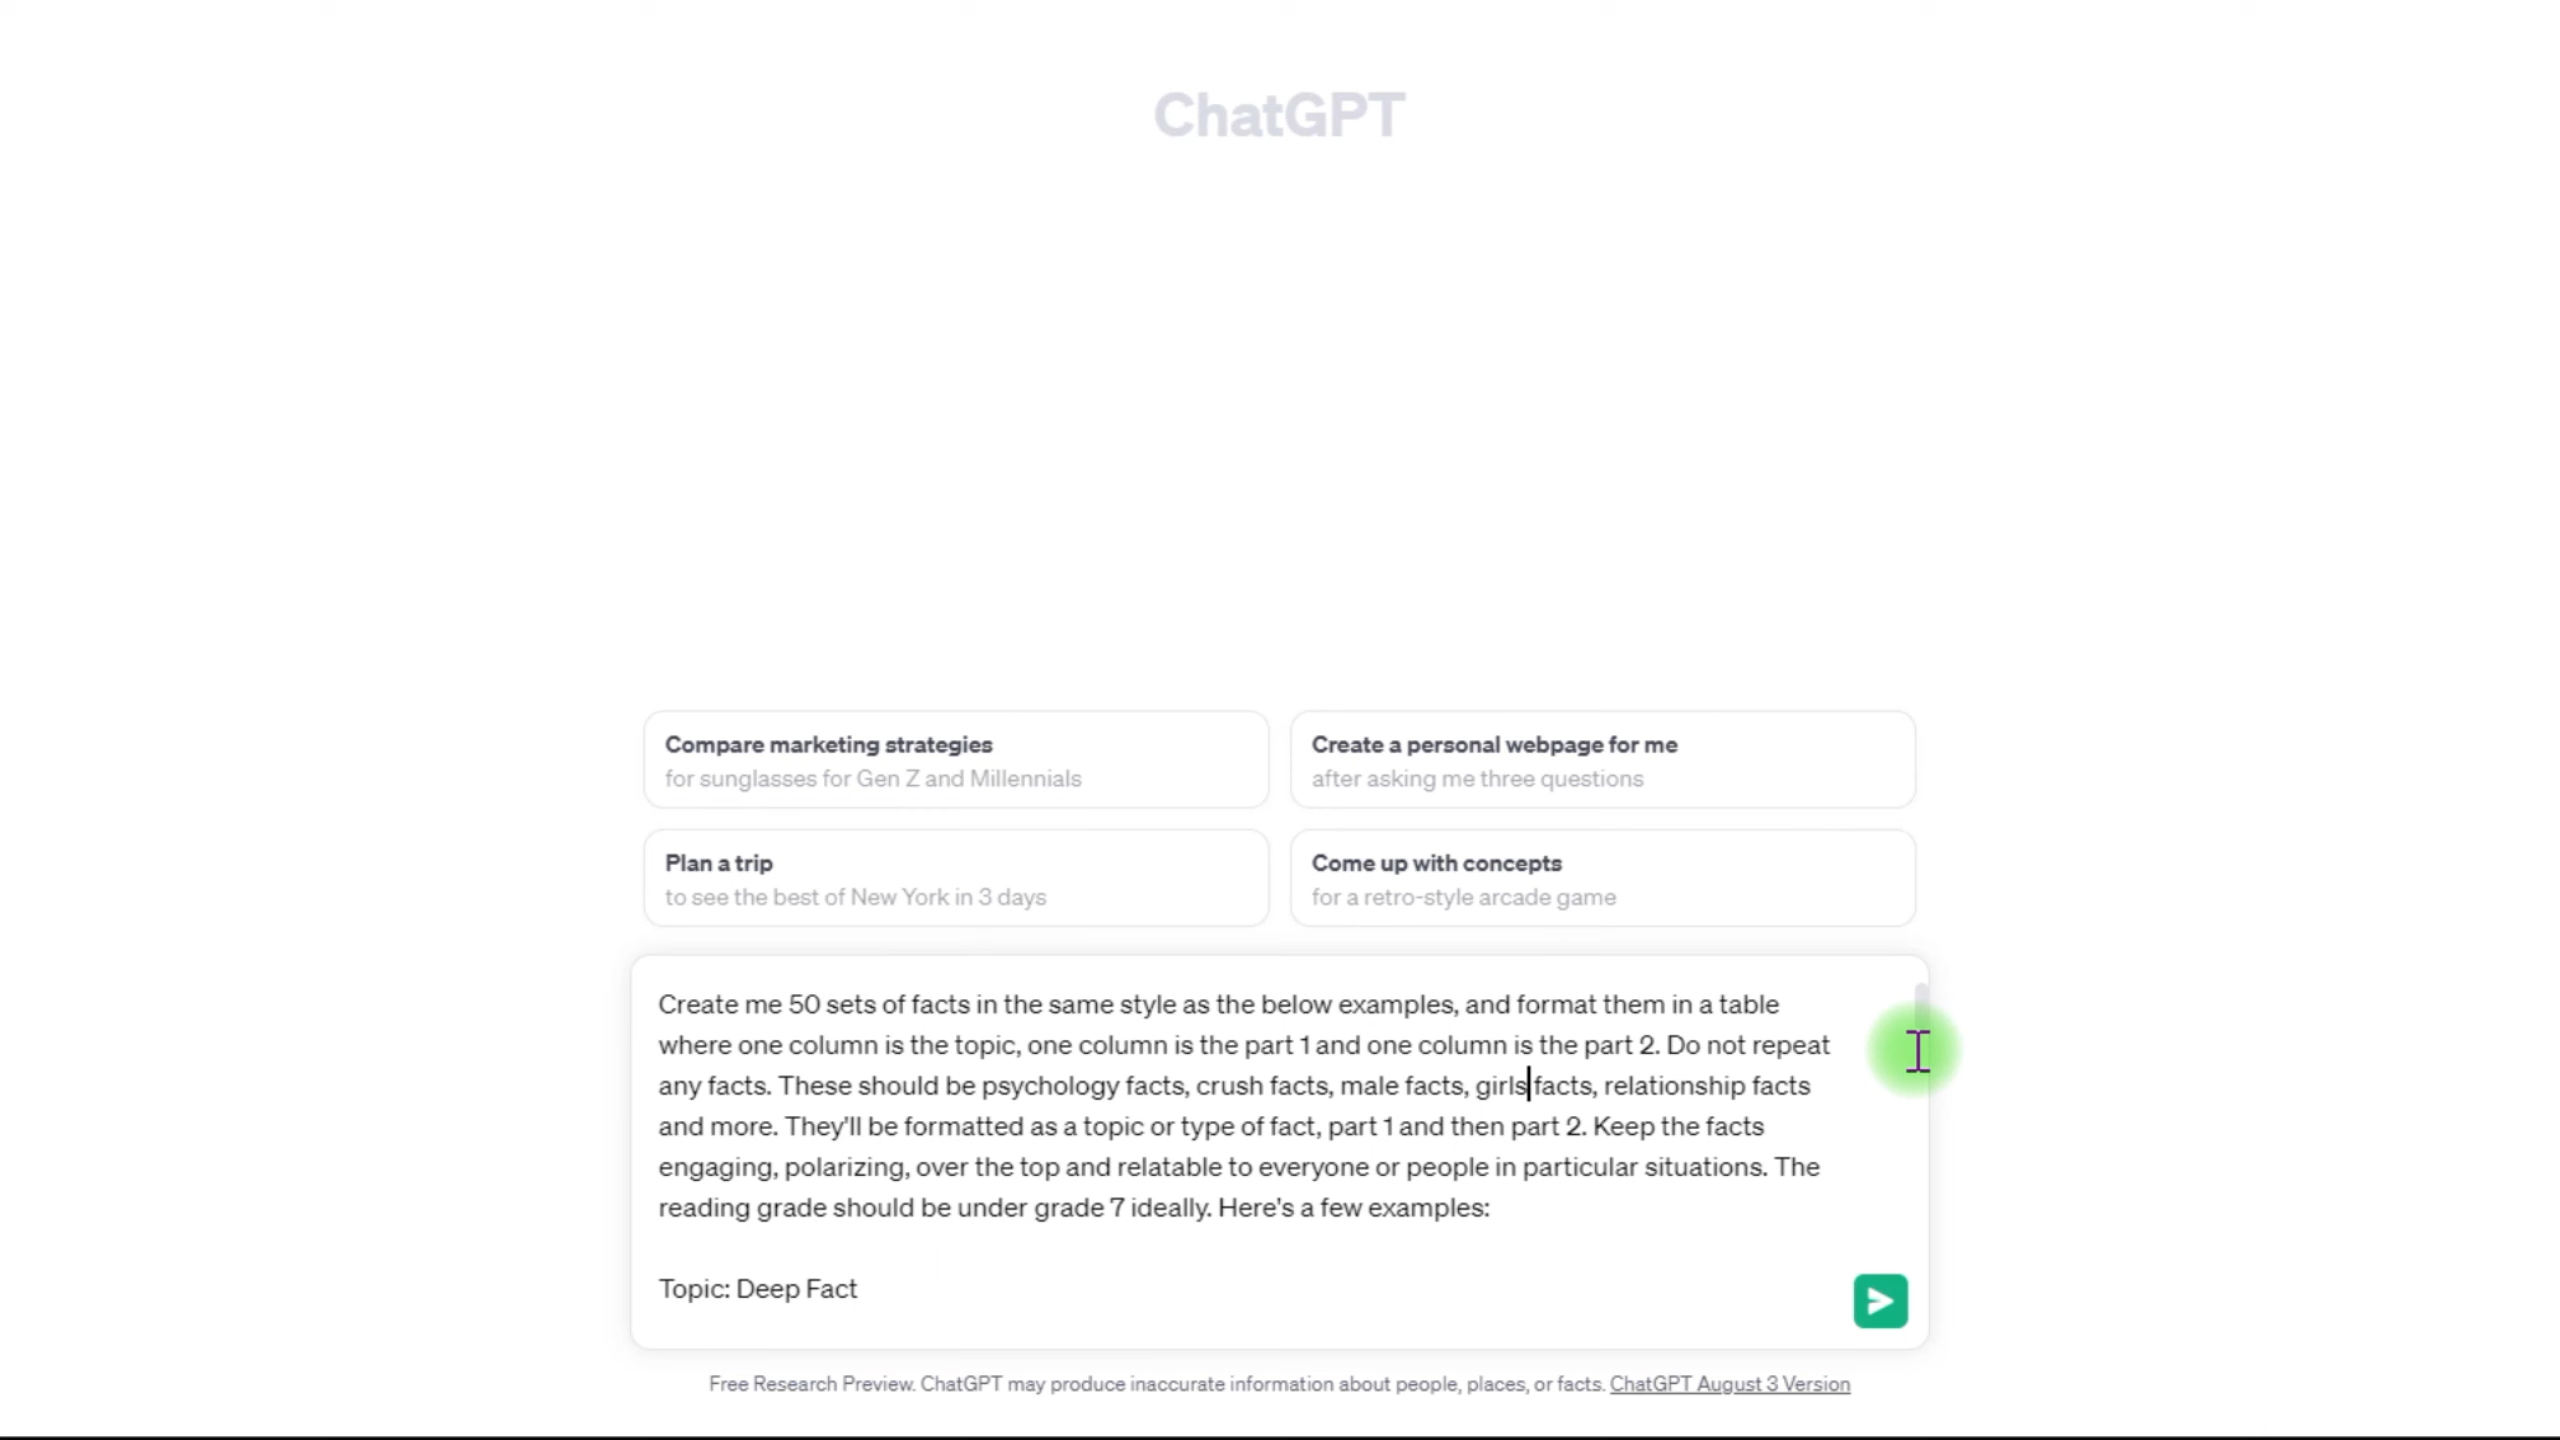 ChatGPT
Compare marketing strategies
for sunglasses for Gen Z and Millennials
Create a personal webpage for me
after asking me three questions
Plan a trip
to see the best of New York in 3 days
Come up with concepts
for a retro-style arcade game
Create me 50 sets of facts in the same style as the below examples, and format them in a table
where one column is the topic, one column is the part 1 and one column is the part 2. Do not repeat
any facts. These should be psychology facts, crush facts, male facts, girls facts, relationship facts
and more. They'll be formatted as a topic or type of fact, part 1 and then part 2. Keep the facts
engaging, polarizing, over the top and relatable to everyone or people in particular situations. The
reading grade should be under grade 7 ideally. Here's a few examples:
Topic: Deep Fact
Free Research Preview. ChatGPT may produce inaccurate information about people, places, or facts. ChatGPT August 3 Version